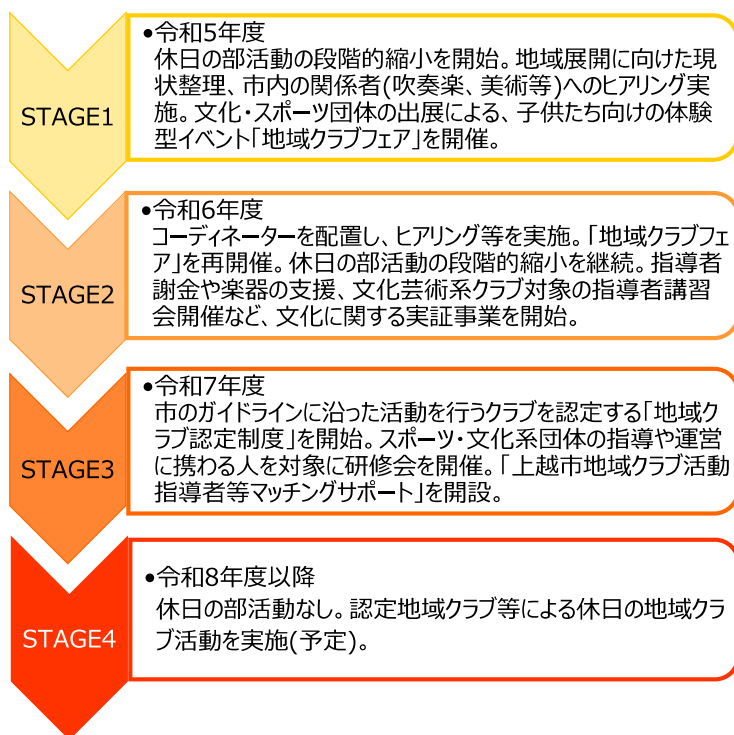 STAGE1
•令和5年度
休日の部活動の段階的縮小を開始。地域展開に向けた現
状整理、市内の関係者(吹奏楽、美術等)へのヒアリング実
施。文化・スポーツ団体の出展による、子供たち向けの体験
型イベント「地域クラブフェア」を開催。
STAGE2
•令和6年度
コーディネーターを配置し、ヒアリング等を実施。「地域クラブフェ
ア」を再開催。休日の部活動の段階的縮小を継続。指導者
謝金や楽器の支援、文化芸術系クラブ対象の指導者講習
会開催など、文化に関する実証事業を開始。
STAGE3
•令和7年度
市のガイドラインに沿った活動を行うクラブを認定する「地域ク
ラブ認定制度」を開始。スポーツ・文化系団体の指導や運営
に携わる人を対象に研修会を開催。「上越市地域クラブ活動
指導者等マッチングサポート」を開設。
STAGE4
•令和8年度以降
休日の部活動なし。認定地域クラブ等による休日の地域クラ
ブ活動を実施(予定)。